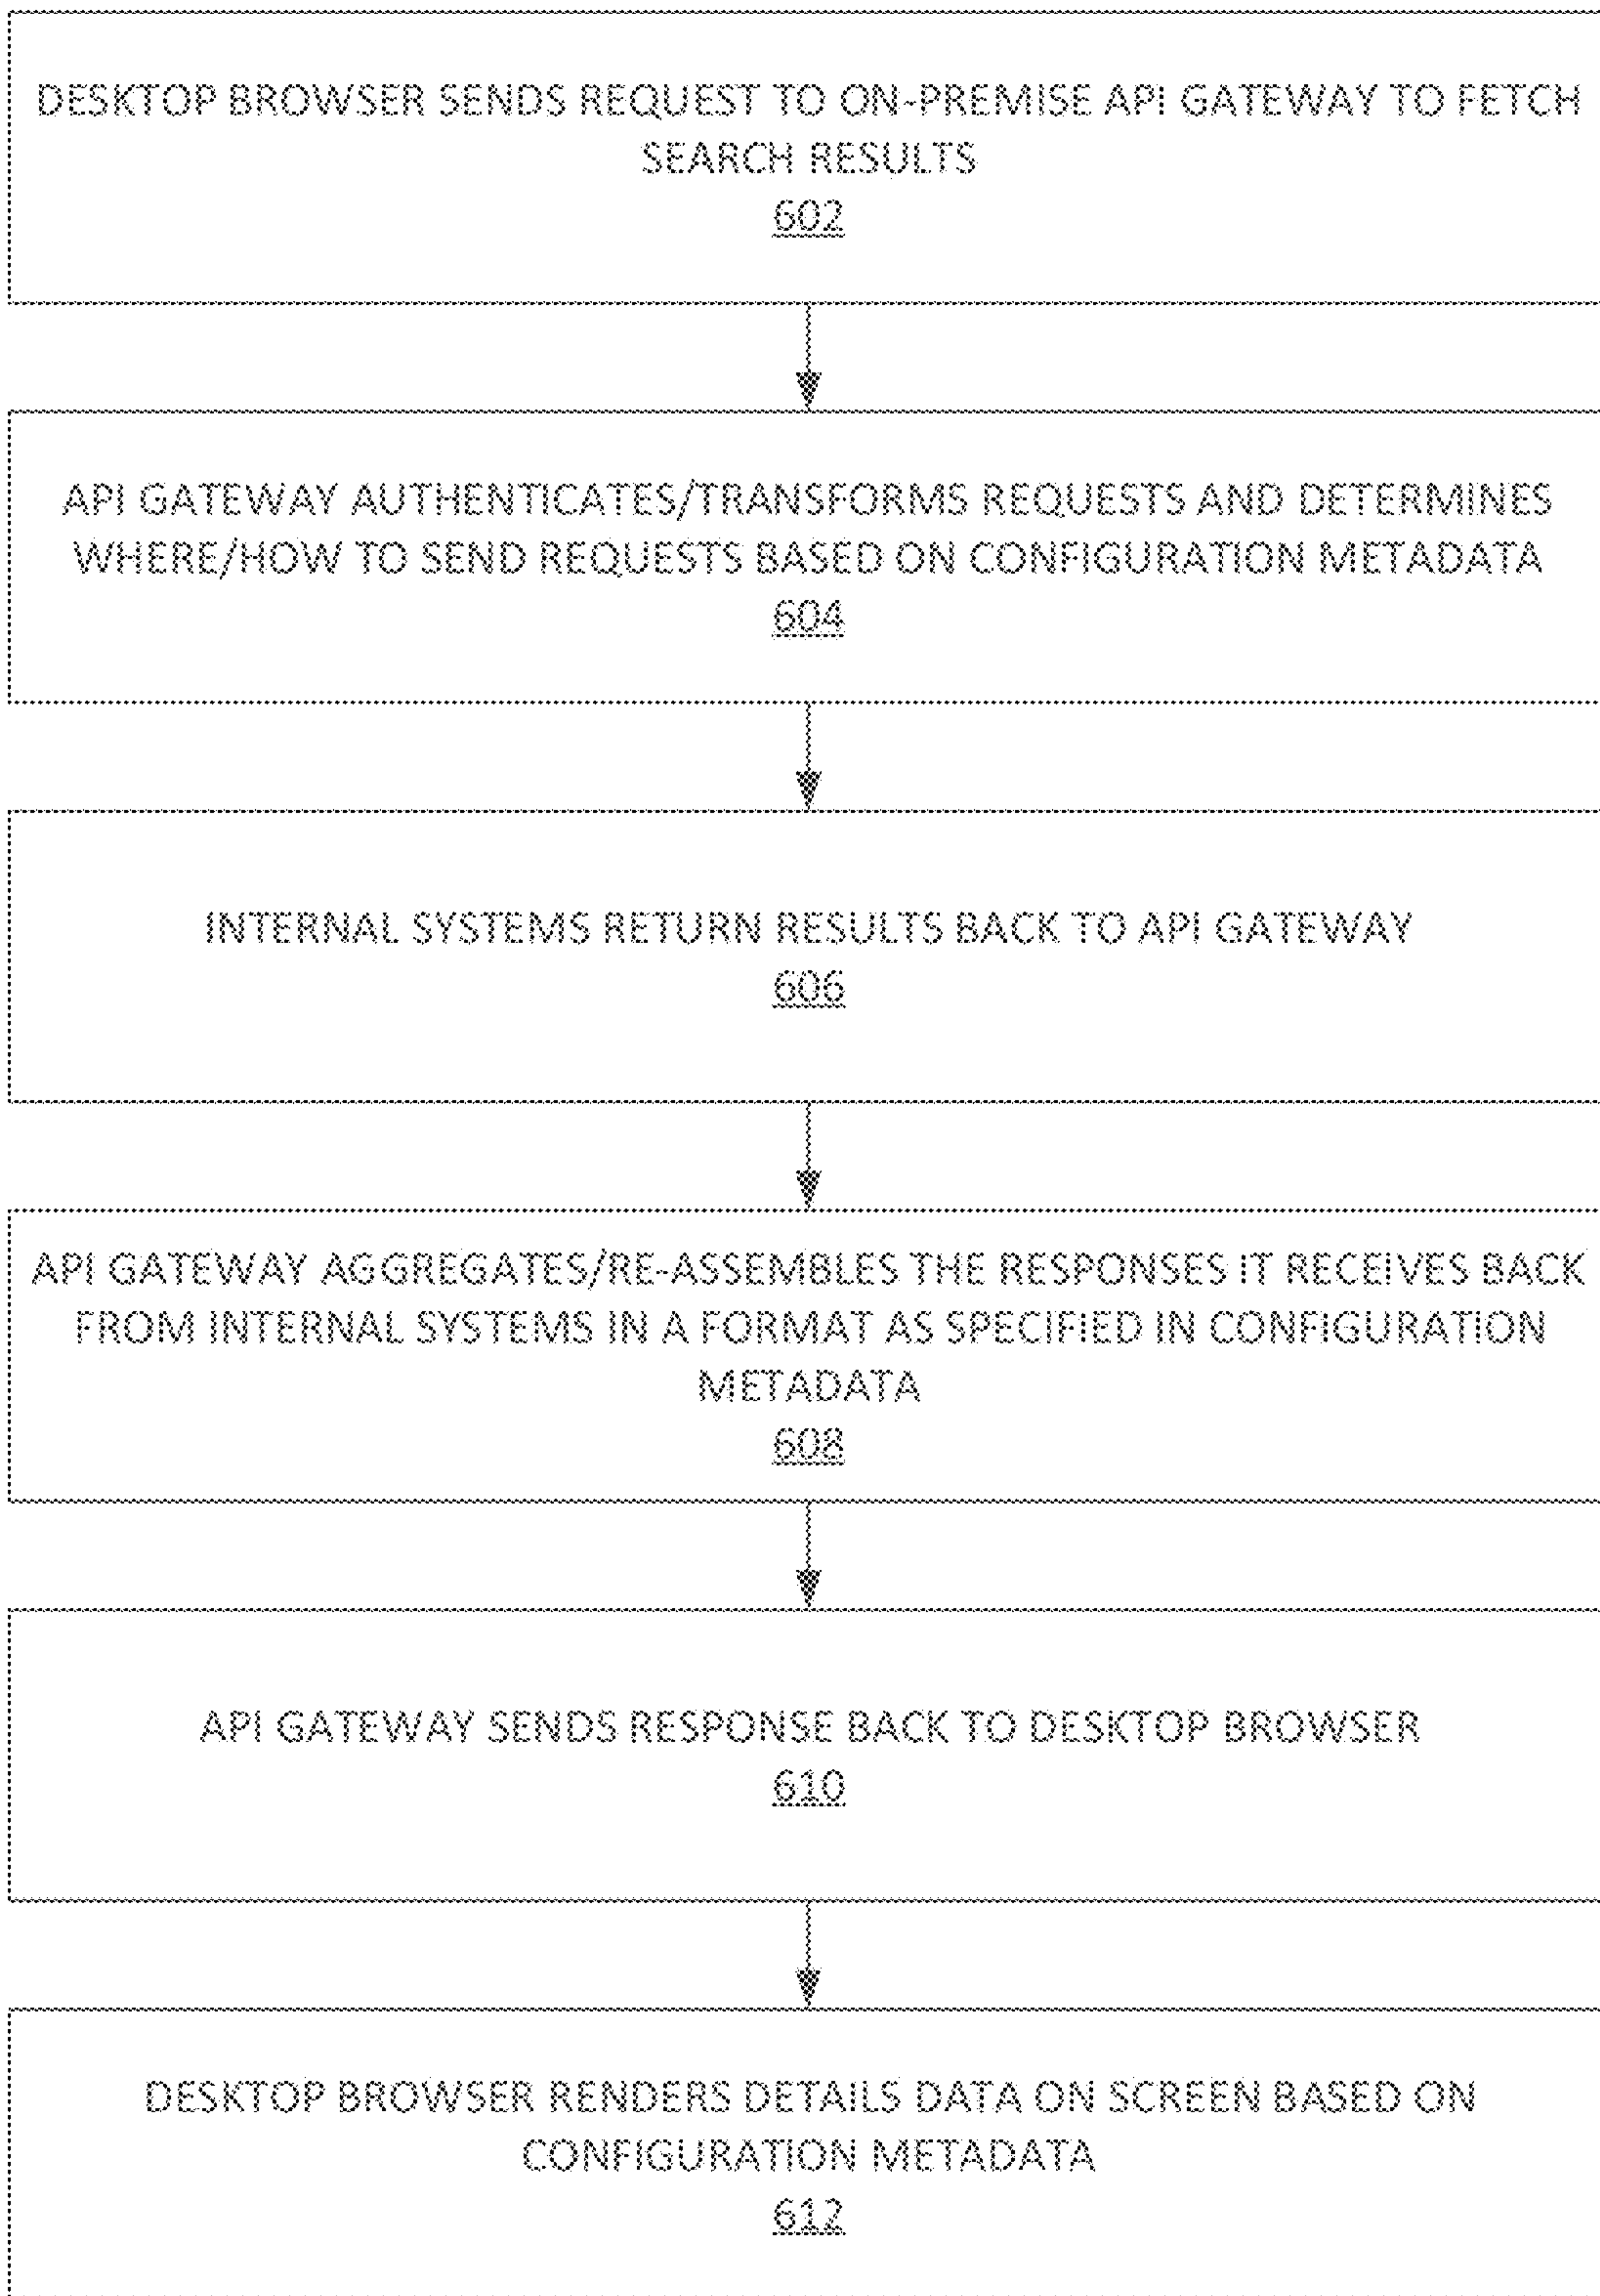 DESKTOP BROWSER SENDS REQUEST TO ON-PREMISE API GATEWAY TO FETCH
SEARCH RESULTS
602
API GATEWAY AUTHENTICATES/TRANSFORMS REQUESTS AND DETERMINES
WHERE/HOW TO SEND REQUESTS BASED ON CONFIGURATION METADATA
604
INTERNAL SYSTEMS RETURN RESULTS BACK TO API GATEWAY
606
API GATEWAY AGGREGATES/RE-ASSEMBLES THE RESPONSES IT RECEIVES BACK
FROM INTERNAL SYSTEMS IN A FORMAT AS SPECIFIED IN CONFIGURATION
METADATA
608
API GATEWAY SENDS RESPONSE BACK TO DESKTOP BROWSER
610
DESKTOP BROWSER RENDERS DETAILS DATA ON SCREEN BASED ON
CONFIGURATION METADATA
612